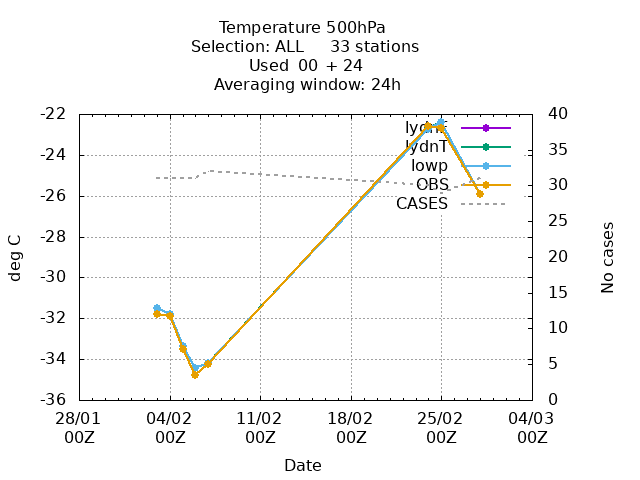 Temperature 500hPa
Selection: ALL 33 stations
Used 00 + 24
Averaging window: 24h
-22
-24
-26
-28
-30
-32
-34
-36
40
35
30
25
20
15
10
5
0
lydnT
lowp
OBS
CASES
deg C
No cases
28/01 04/02 11/02 18/02 25/02 04/03
00Z 00Z 00Z 00Z 00Z 00Z
Date